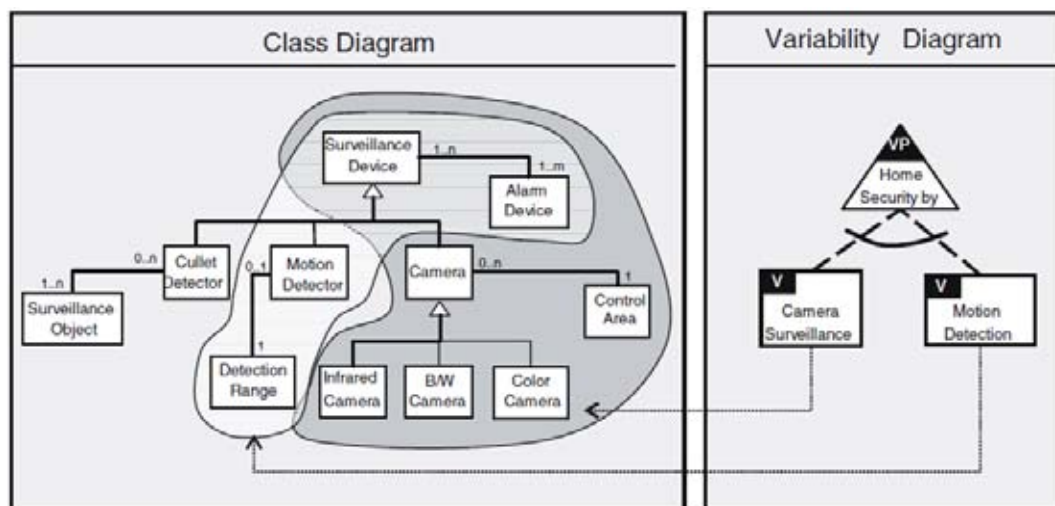 Class Diagram
Variability Diagram
Surveillance
Device
1..n
1..m
Alarm
Device
VP
Home
Security by
0..n
Cullet
Detector
0..1
Motion
Detector
Camera
0..n
1
Control
Area
1..n
Surveillance
Object
1
Detection
Range
Infrared
Camera
B/W
Camera
Color
Camera
V
Camera
Surveillance
V
Motion
Detection